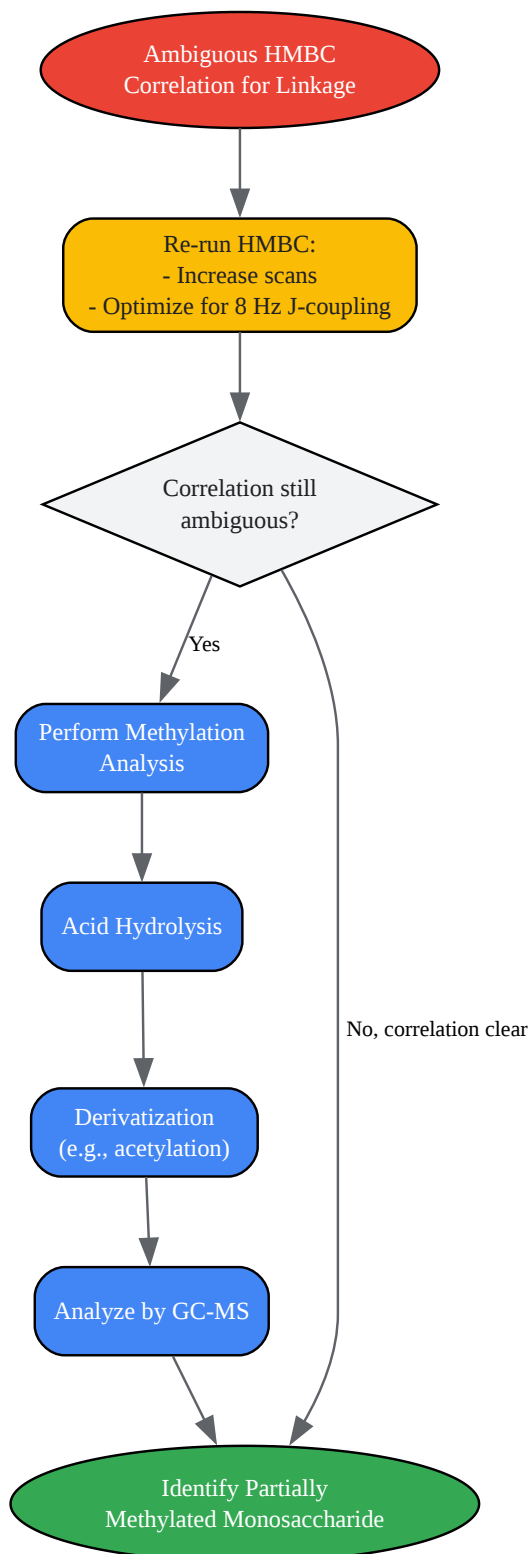 Ambiguous HMBC
Correlation for Linkage
Re-run HMBC:
- Increase scans
- Optimize for 8 Hz J-coupling
Correlation still
ambiguous?
Yes
Perform Methylation
Analysis
Acid Hydrolysis
No, correlation clear
Derivatization
(e.g., acetylation)
Analyze by GC-MS
Identify Partially
Methylated Monosaccharide